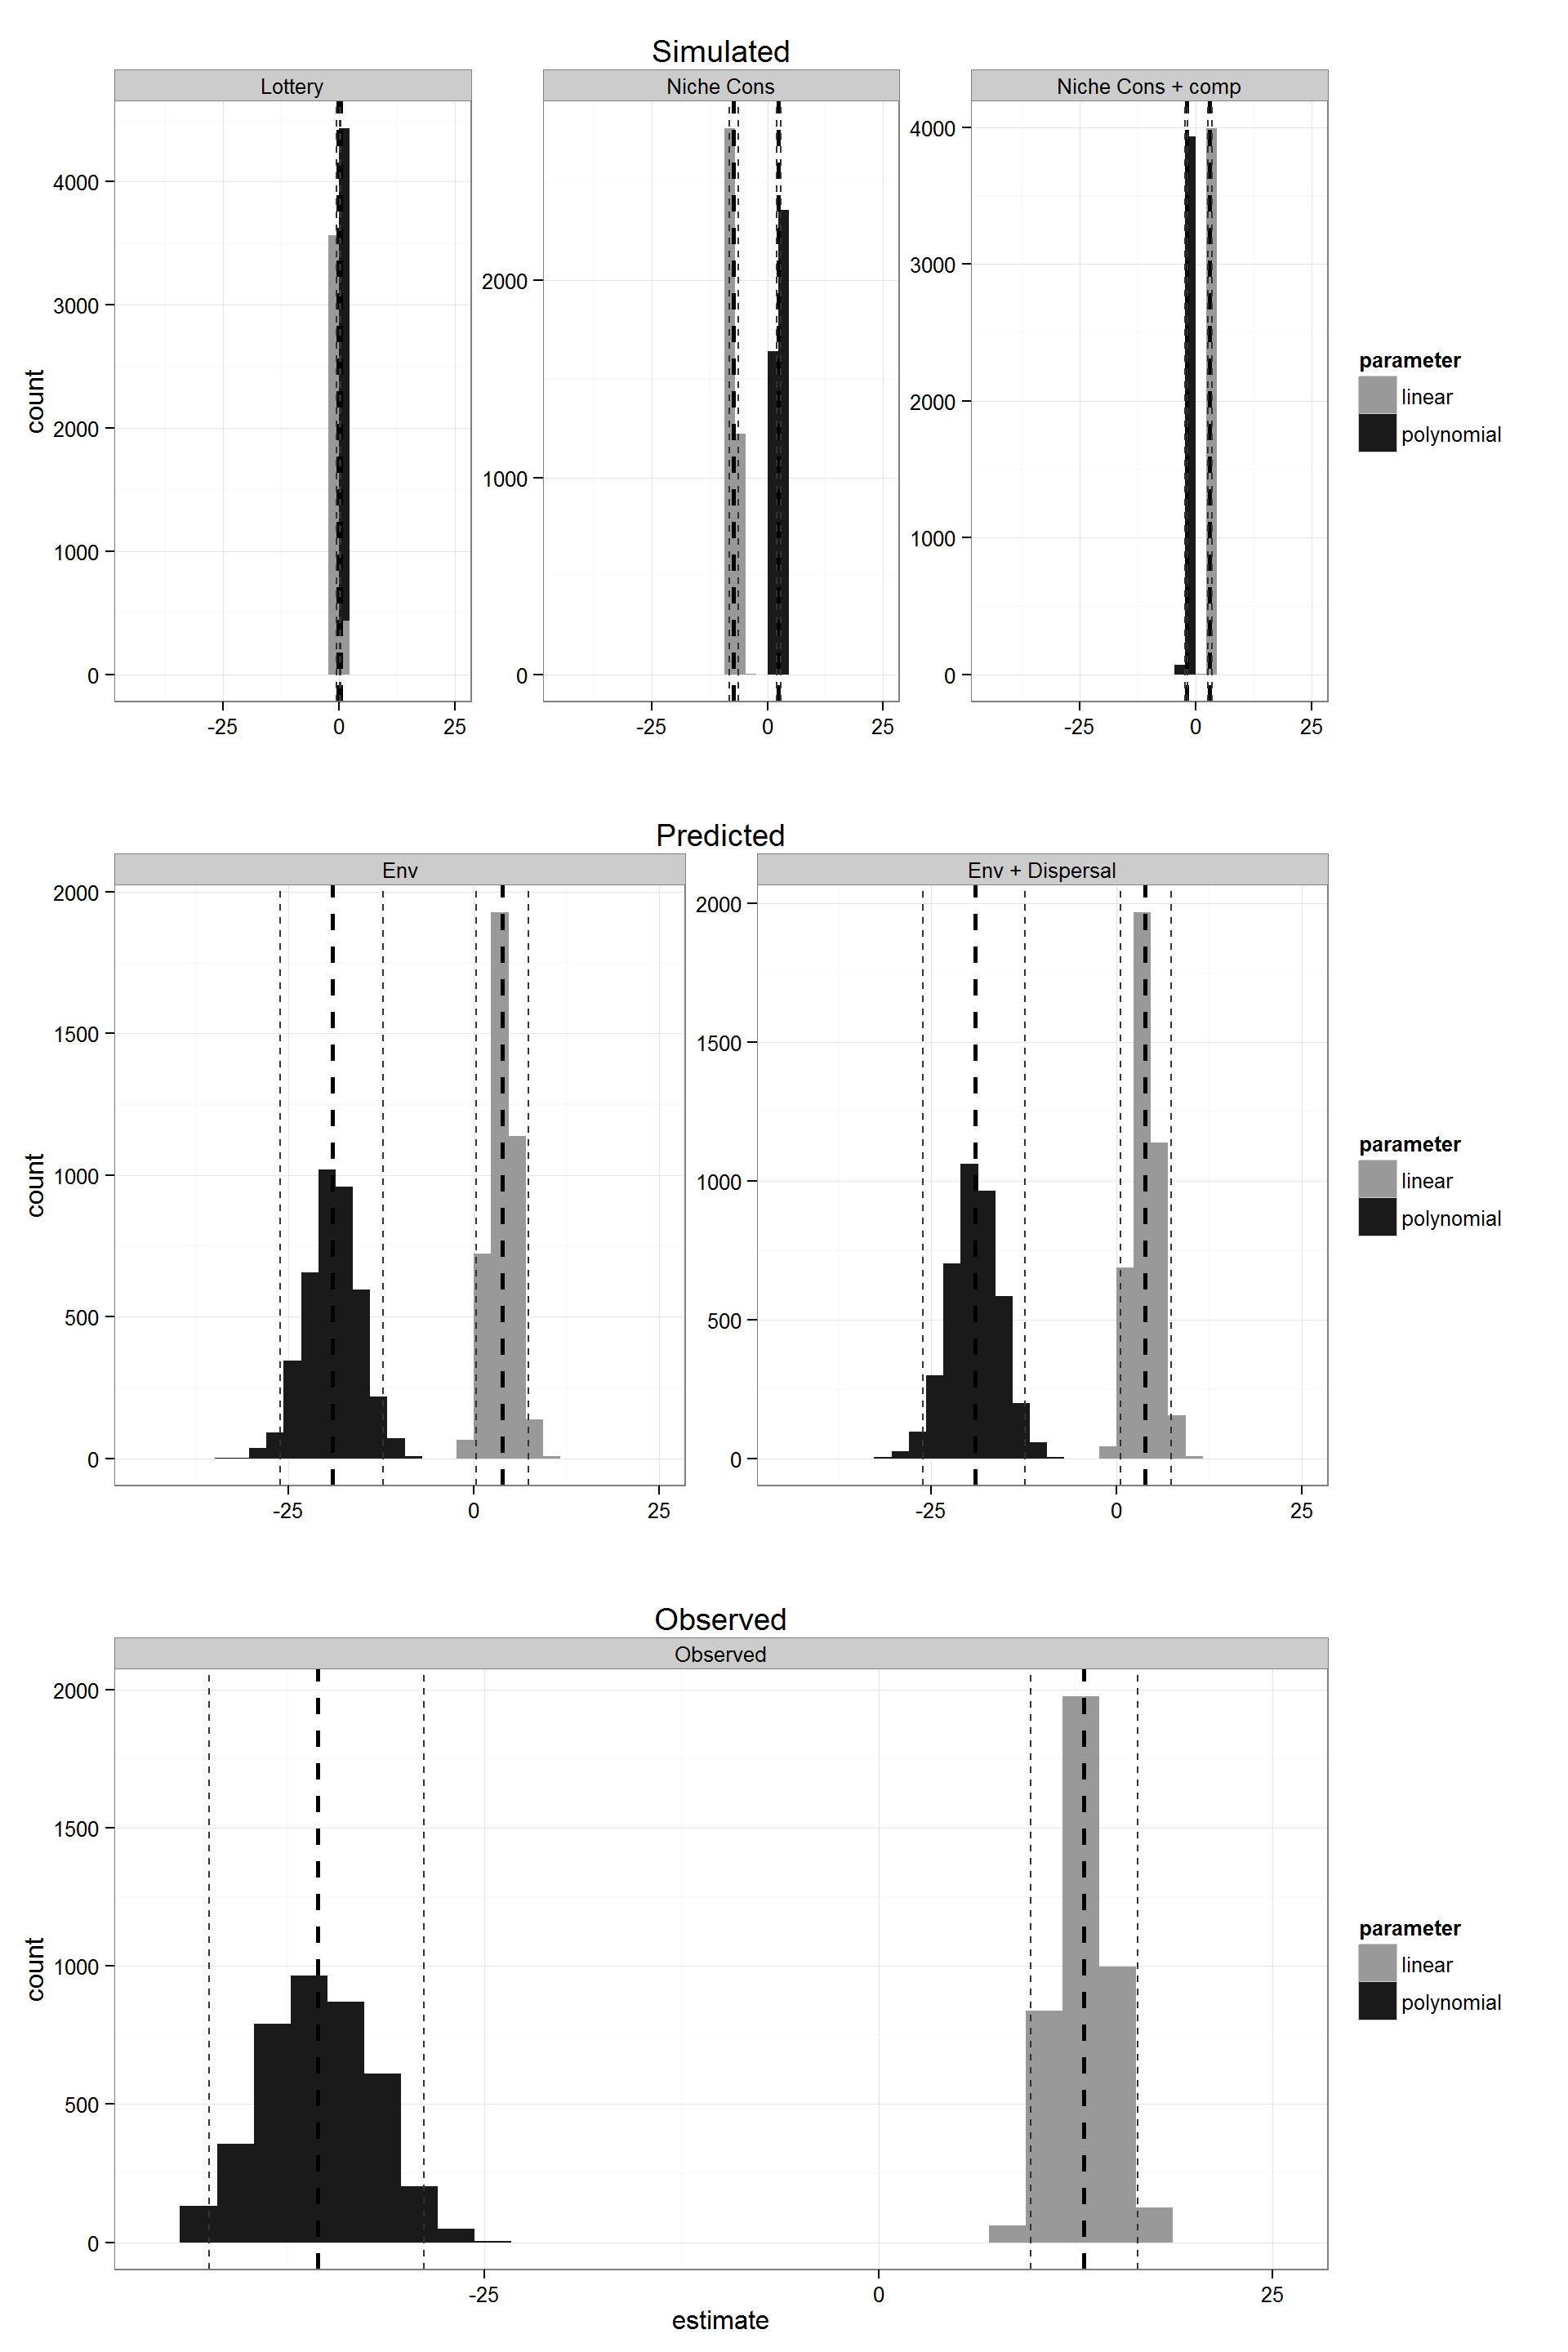 Simulated
Lottery
Niche Cons
Niche Cons + comp
count
4000
3000
2000
1000
0
-25 0 25
2000
1000
0
-25 0 25
4000
3000
2000
1000
0
-25 0 25
parameter
linear
polynomial
Predicted
Env
Env + Dispersal
count
2000
1500
1000
500
0
-25 0 25
2000
1500
1000
500
0
-25 0 25
parameter
linear
polynomial
Observed
Observed
count
2000
1500
1000
500
0
-25 0 25
estimate
parameter
linear
polynomial